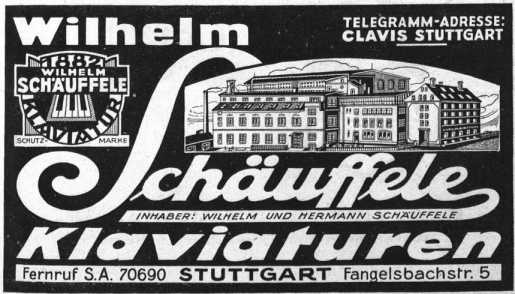 Wilhelm
TELEGRAMM-ADRESSE:
CLAVIS STUTTGART
1882
WILHELM
SCHÄUFFELE
KLAVIATUR
SCHUTZ- MARKE
Schäuffele
INHABER: WILHELM UND HERMANN SCHÄUFFELE
Klaviaturen
Fernruf S.A. 70690 STUTTGART Fangelsbachstr. 5